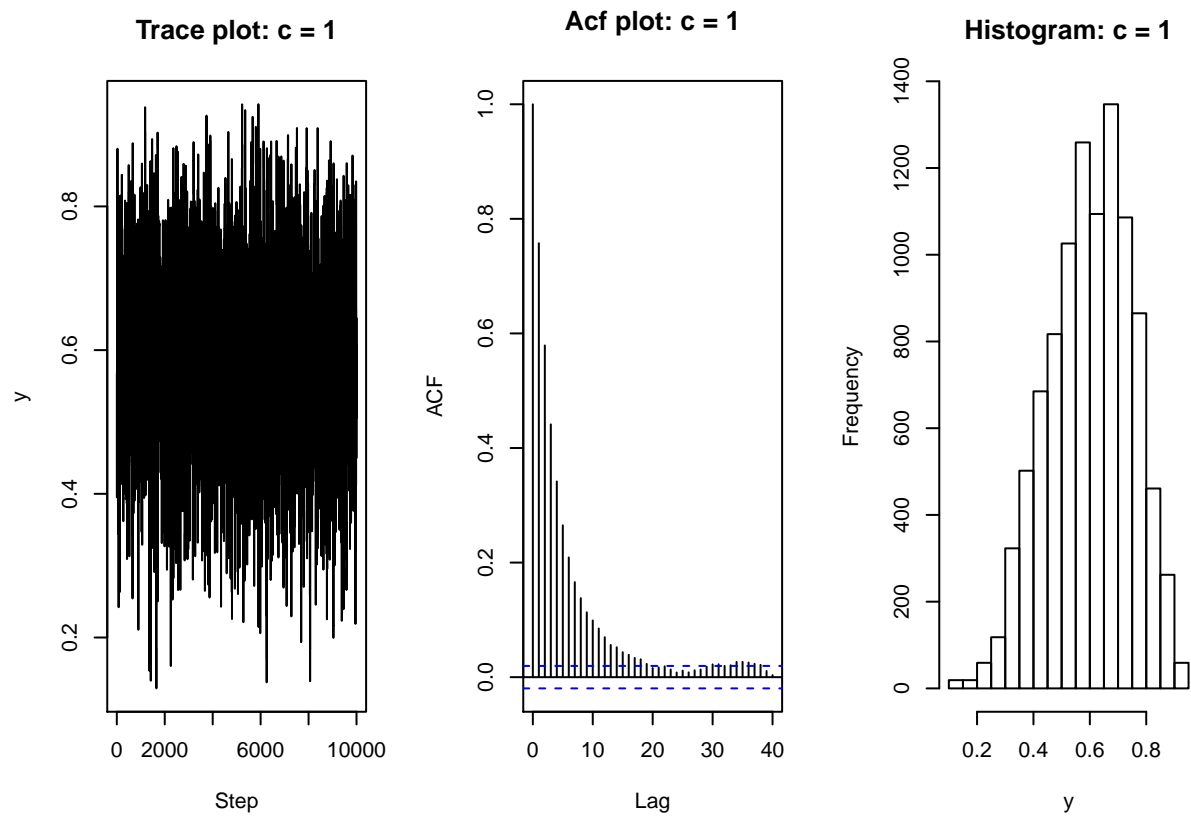 Trace plot: c = 1
y
0.2
0.4
0.6
0.8
0 2000 6000 10000
Step
Acf plot: c = 1
ACF
0.0
0.2
0.4
0.6
0.8
1.0
0 10 20 30 40
Lag
Histogram: c = 1
Frequency
0
200
400
600
800
1000
1200
1400
0.2 0.4 0.6 0.8
y